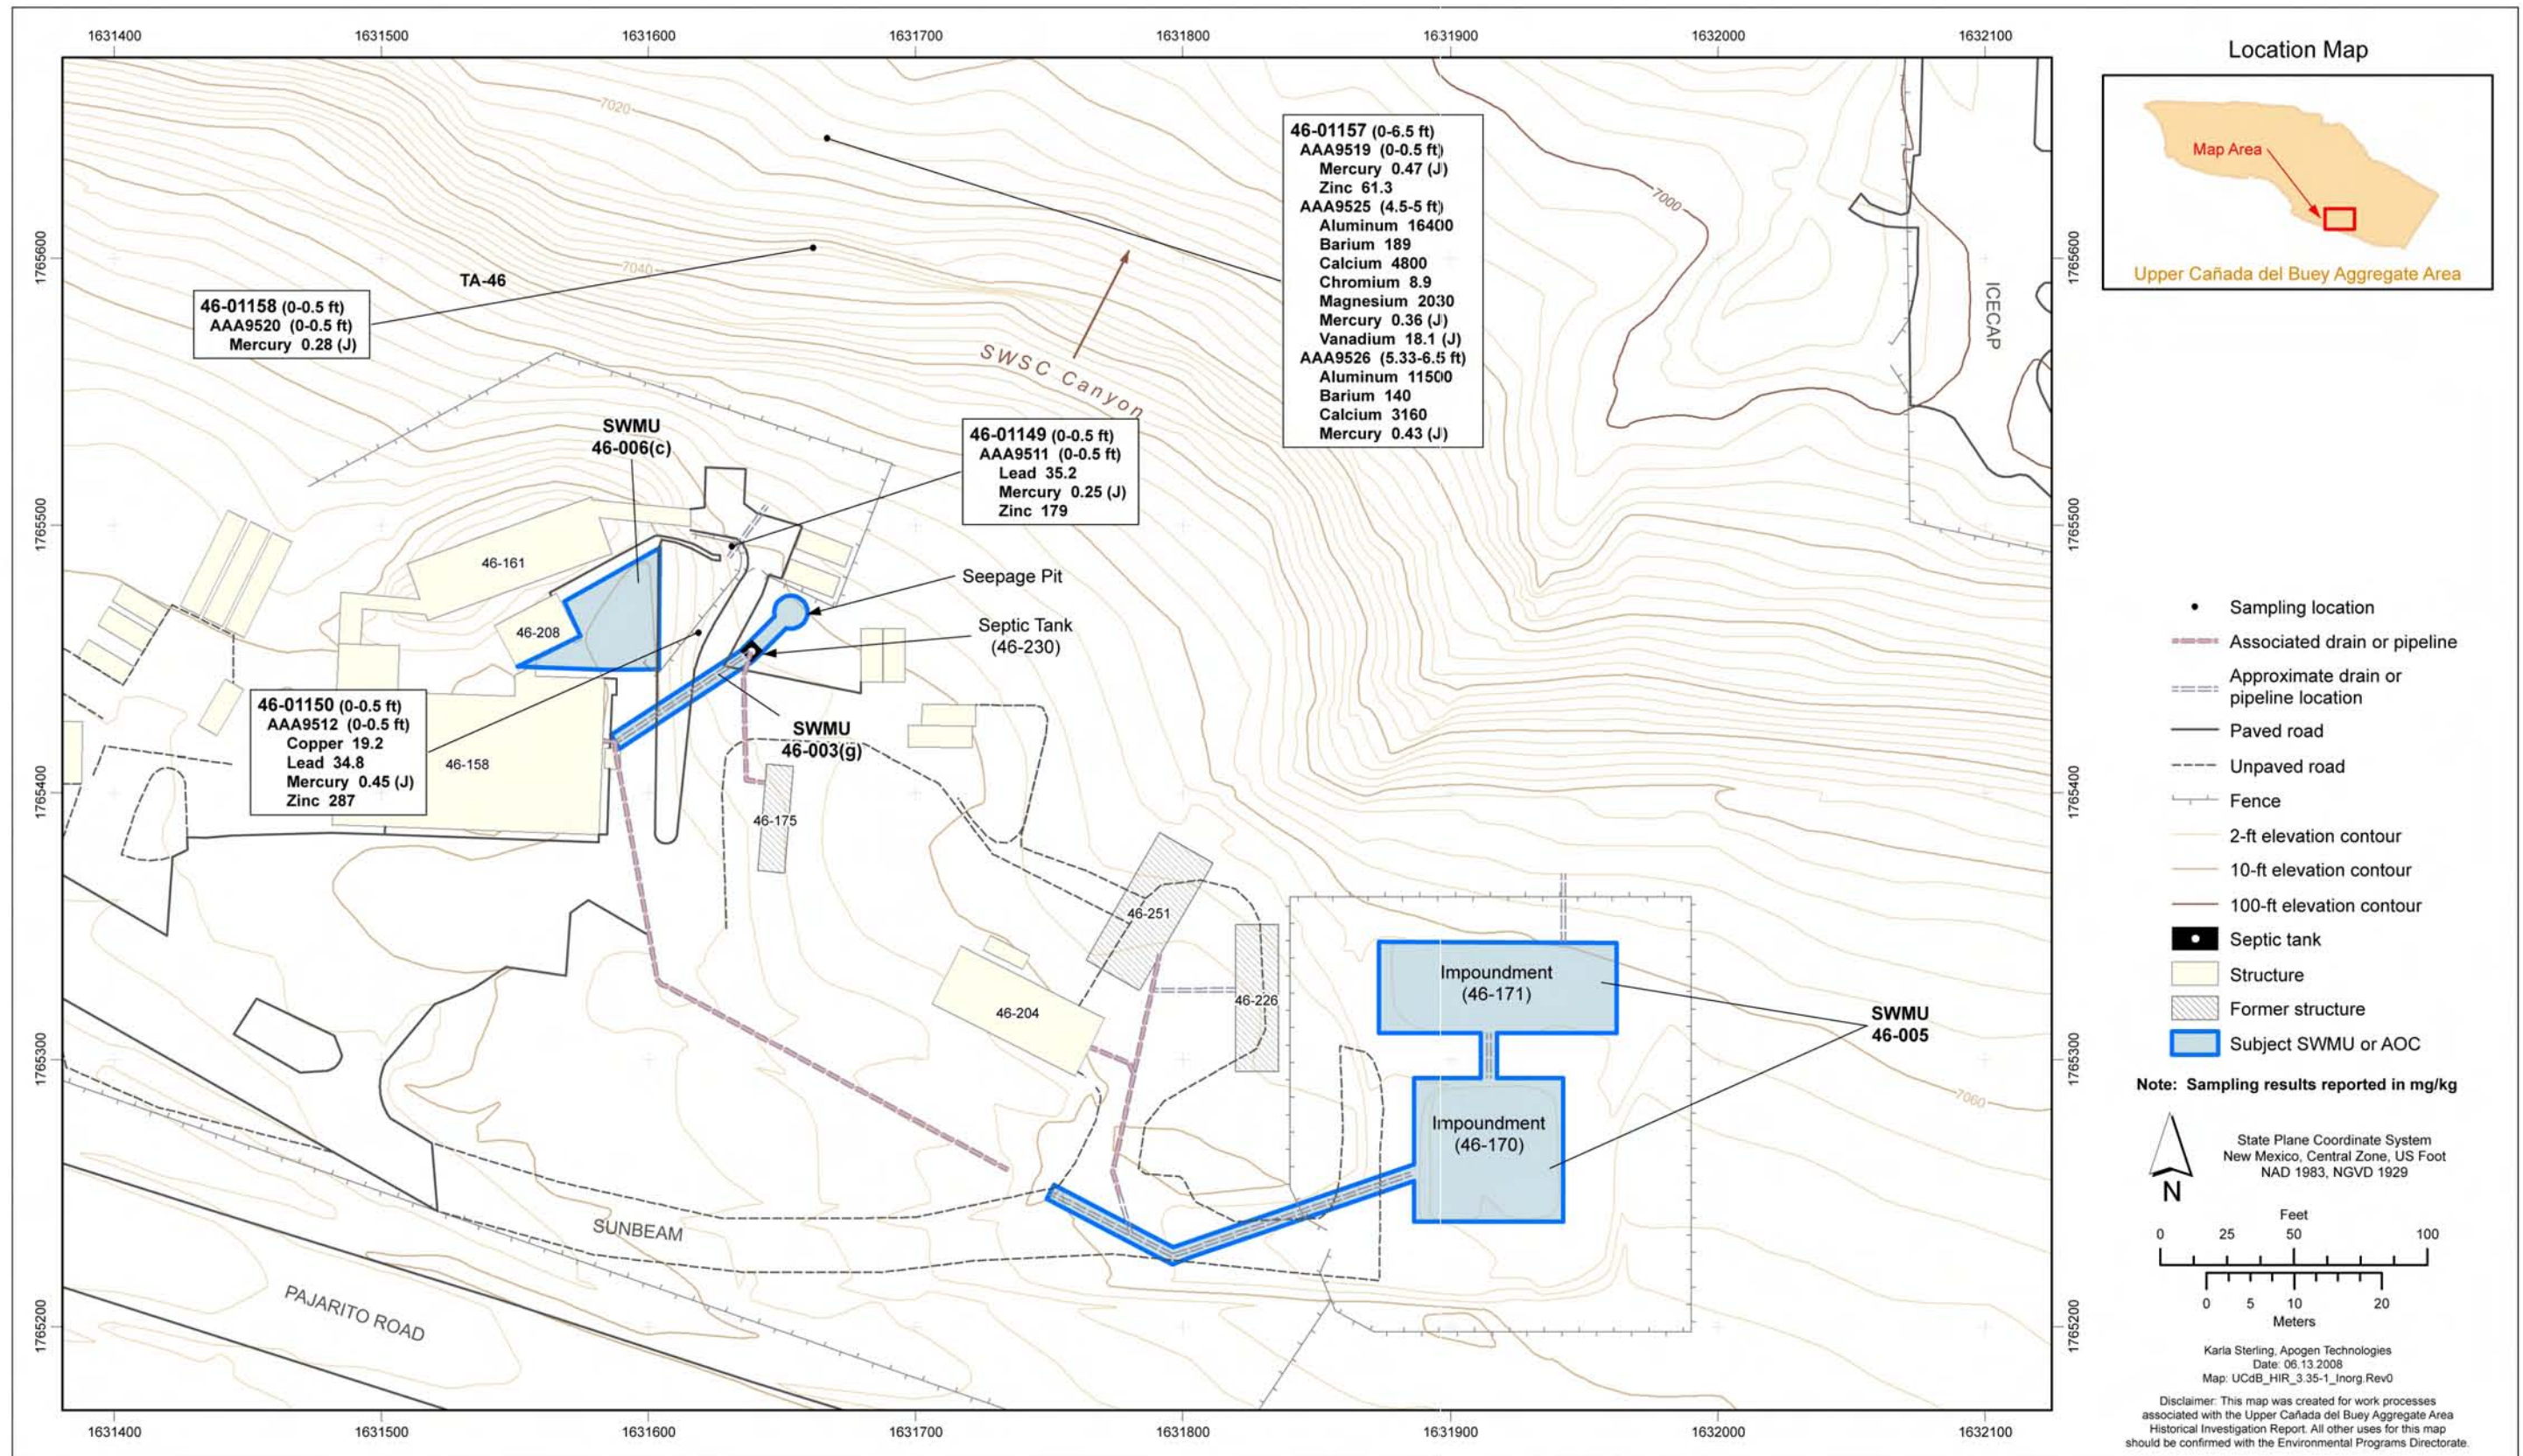 1631400 1631500 1631600 1631700 1631800 1631900 1632000 1632100
Location Map
Map Area
Upper Cañada del Buey Aggregate Area
1765600
1765500
1765400
1765300
1765200
1765600
1765500
1765400
1765300
1765200
7020
7040
7000
7060
TA-46
ICECAP
SWSC Canyon
46-01157 (0-6.5 ft)
AAA9519 (0-0.5 ft)
Mercury 0.47 (J)
Zinc 61.3
AAA9525 (4.5-5 ft)
Aluminum 16400
Barium 189
Calcium 4800
Chromium 8.9
Magnesium 2030
Mercury 0.36 (J)
Vanadium 18.1 (J)
AAA9526 (5.33-6.5 ft)
Aluminum 11500
Barium 140
Calcium 3160
Mercury 0.43 (J)
46-01158 (0-0.5 ft)
AAA9520 (0-0.5 ft)
Mercury 0.28 (J)
SWMU
46-006(c)
46-01149 (0-0.5 ft)
AAA9511 (0-0.5 ft)
Lead 35.2
Mercury 0.25 (J)
Zinc 179
46-161
46-208
Seepage Pit
Septic Tank
(46-230)
46-01150 (0-0.5 ft)
AAA9512 (0-0.5 ft)
Copper 19.2
Lead 34.8
Mercury 0.45 (J)
Zinc 287
46-158
SWMU
46-003(g)
46-175
46-251
46-226
46-204
Impoundment
(46-171)
Impoundment
(46-170)
SWMU
46-005
SUNBEAM
PAJARITO ROAD
Sampling location
Associated drain or pipeline
Approximate drain or
pipeline location
Paved road
Unpaved road
Fence
2-ft elevation contour
10-ft elevation contour
100-ft elevation contour
Septic tank
Structure
Former structure
Subject SWMU or AOC
Note: Sampling results reported in mg/kg
N
State Plane Coordinate System
New Mexico, Central Zone, US Foot
NAD 1983, NGVD 1929
Feet
0 25 50 100
0 5 10 20
Meters
Karla Sterling, Apogen Technologies
Date: 06.13.2008
Map: UCdB_HIR_3.35-1_Inorg.Rev0
Disclaimer: This map was created for work processes
associated with the Upper Cañada del Buey Aggregate Area
Historical Investigation Report. All other uses for this map
should be confirmed with the Environmental Programs Directorate.
1631400 1631500 1631600 1631700 1631800 1631900 1632000 1632100